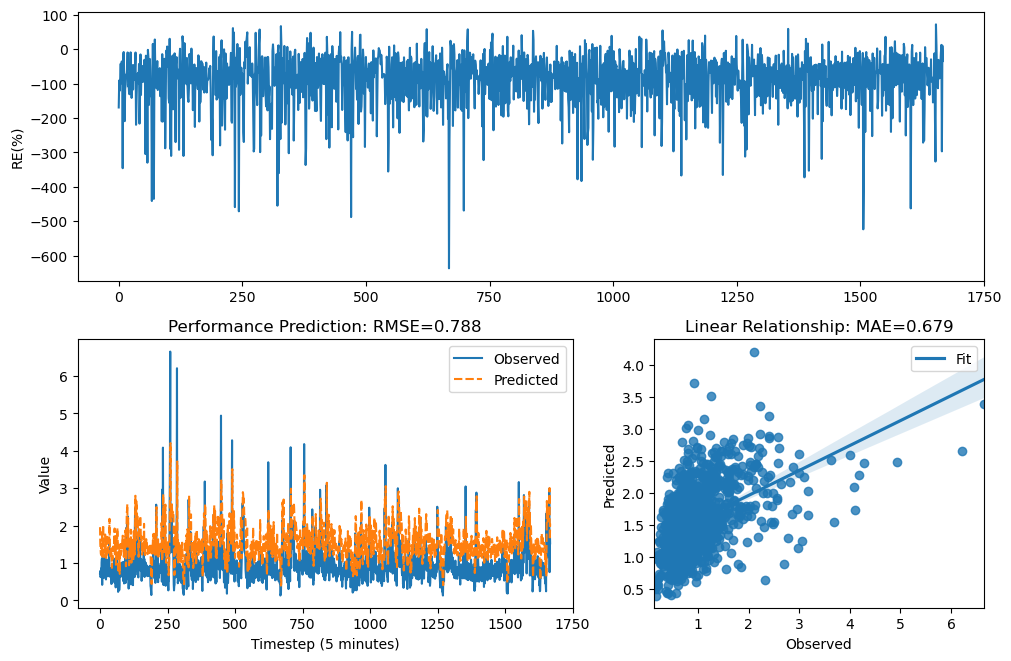 100
0
−100
−200
−300
−400
−500
−600
RE(%)
0 250 500 750 1000 1250 1500 1750
Performance Prediction: RMSE=0.788
Observed
Predicted
6
5
4
3
2
1
0
Value
0 250 500 750 1000 1250 1500 1750
Timestep (5 minutes)
Linear Relationship: MAE=0.679
Fit
4.0
3.5
3.0
2.5
2.0
1.5
1.0
0.5
Predicted
1 2 3 4 5 6
Observed